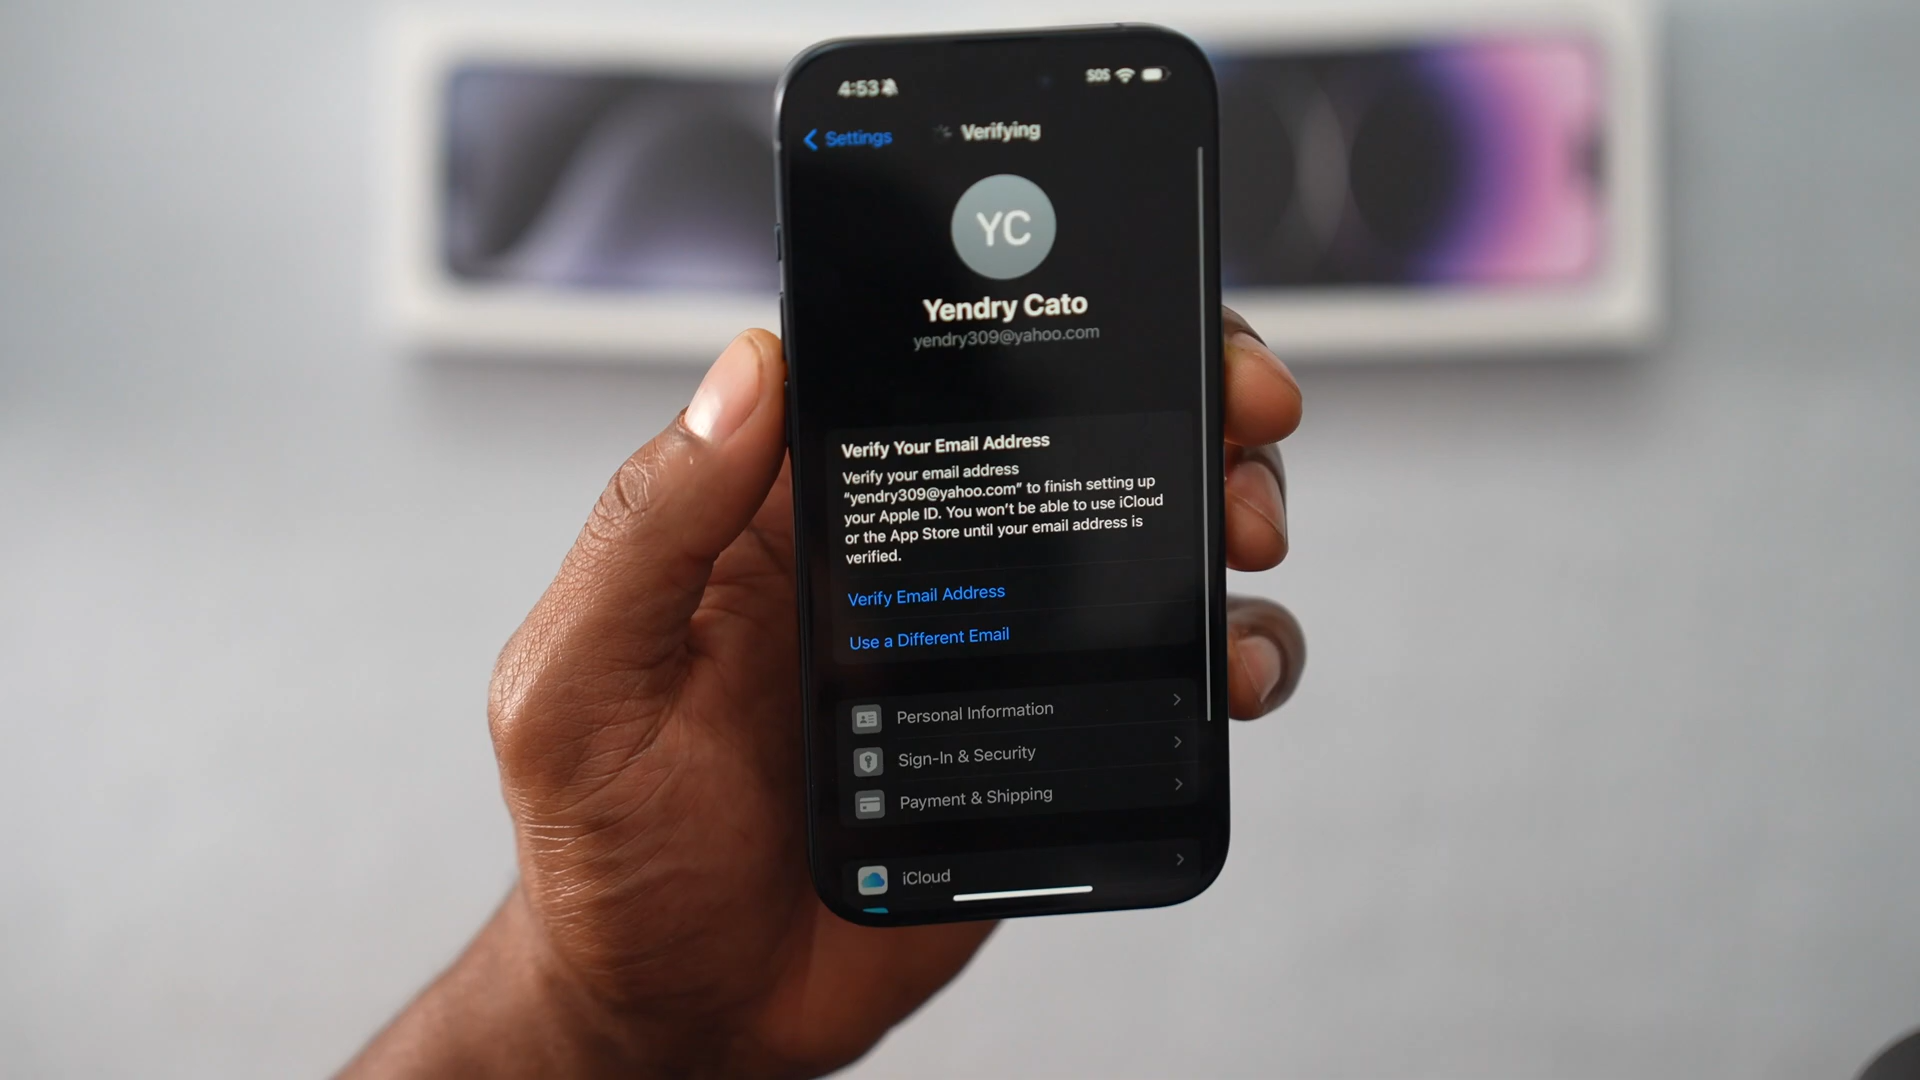 4:53
SOS
Settings
Verifying
YC
Yendry Cato
yendry309@yahoo.com
Verify Your Email Address
Verify your email address
“yendry309@yahoo.com” to finish setting up
your Apple ID. You won’t be able to use iCloud
or the App Store until your email address is
verified.
Verify Email Address
Use a Different Email
Personal Information
Sign-In & Security
Payment & Shipping
iCloud